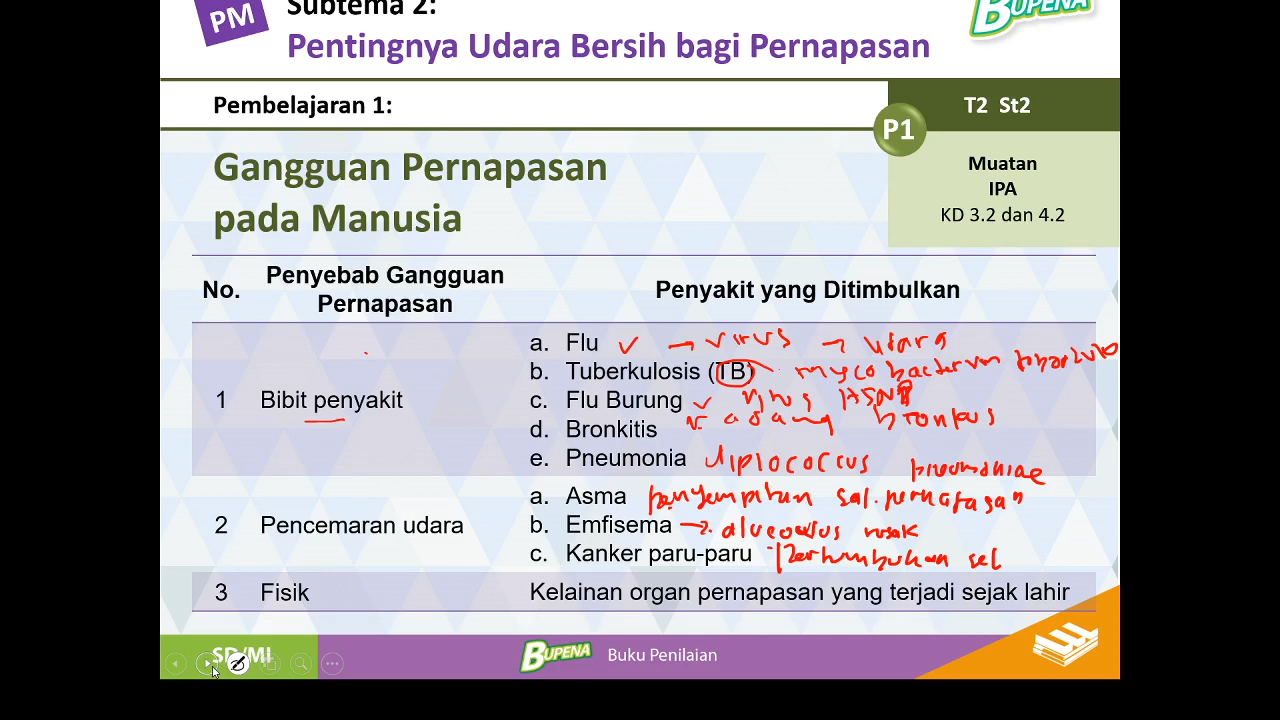 PM
Subtema 2:
Pentingnya Udara Bersih bagi Pernapasan
BUPENA
Pembelajaran 1:
P1
T2 St2
Muatan
IPA
KD 3.2 dan 4.2
Gangguan Pernapasan
pada Manusia
No. Penyebab Gangguan Pernapasan Penyakit yang Ditimbulkan
1 Bibit penyakit
a. Flu → virus → udara
b. Tuberkulosis (TB) myco bacterium
c. Flu Burung virus
d. Bronkitis radang bronkus
e. Pneumonia diplococcus pneumoniae
2 Pencemaran udara
a. Asma penyempitan sal. pernafasan
b. Emfisema → alveolus rusak
c. Kanker paru-paru Pertumbuhan sel
3 Fisik Kelainan organ pernapasan yang terjadi sejak lahir
SD/MI
BUPENA Buku Penilaian